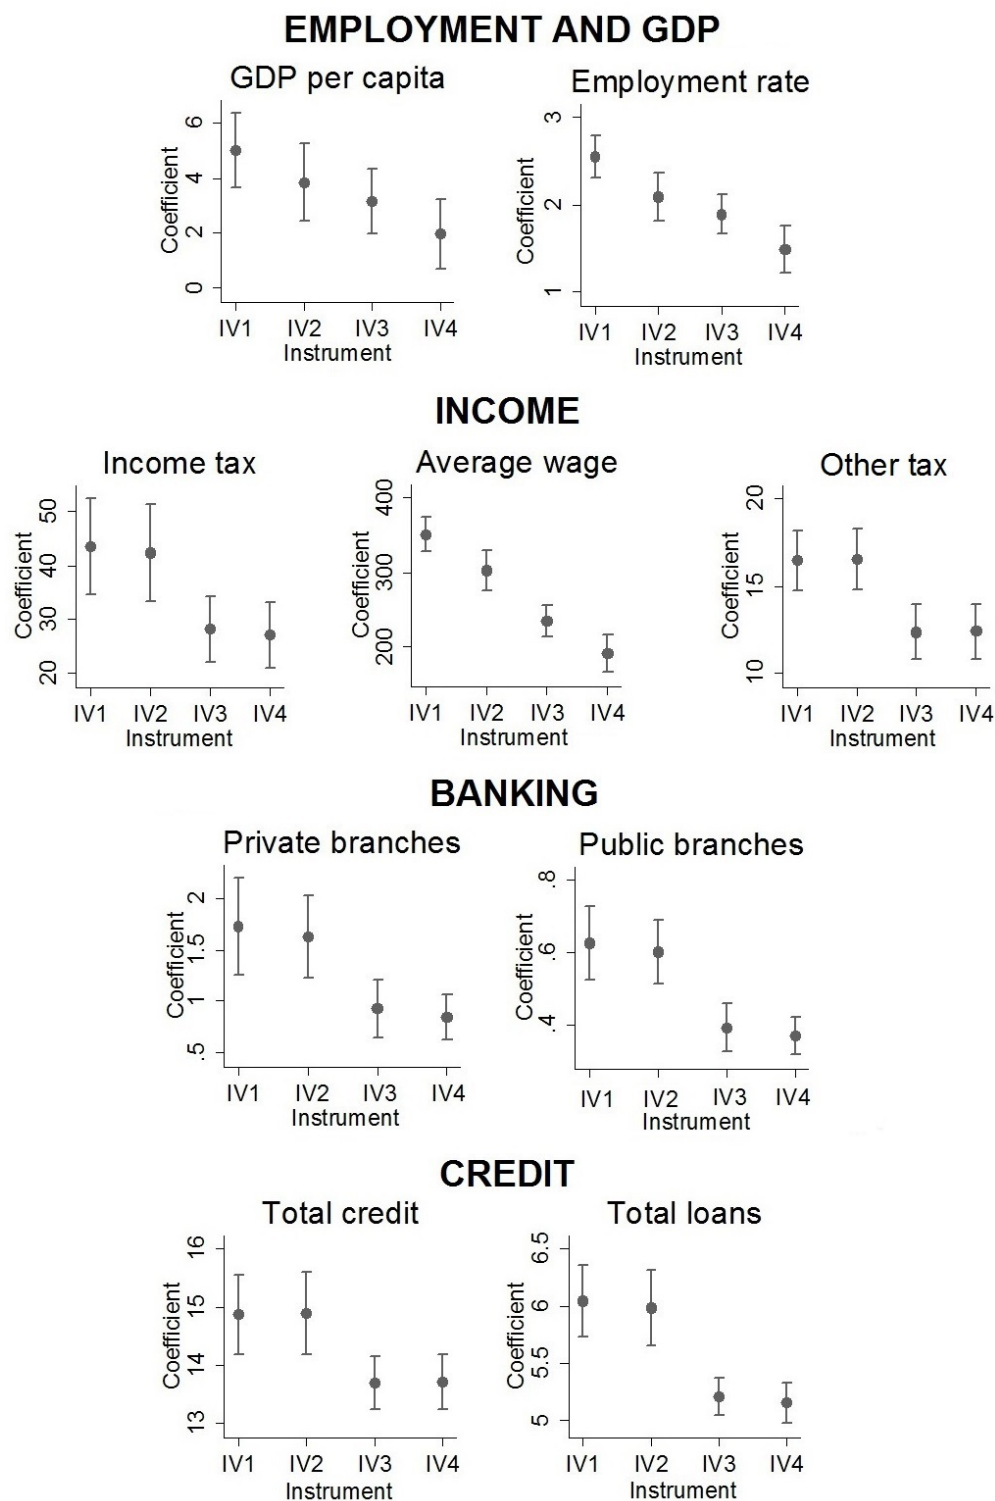 EMPLOYMENT AND GDP
GDP per capita
Coefficient
6
4
2
0
IV1 IV2 IV3 IV4
Instrument
Employment rate
Coefficient
3
2
1
IV1 IV2 IV3 IV4
Instrument
INCOME
Income tax
Coefficient
50
40
30
20
IV1 IV2 IV3 IV4
Instrument
Average wage
Coefficient
400
300
200
IV1 IV2 IV3 IV4
Instrument
Other tax
Coefficient
20
15
10
IV1 IV2 IV3 IV4
Instrument
BANKING
Private branches
Coefficient
2
1.5
1
.5
IV1 IV2 IV3 IV4
Instrument
Public branches
Coefficient
.8
.6
.4
IV1 IV2 IV3 IV4
Instrument
CREDIT
Total credit
Coefficient
16
15
14
13
IV1 IV2 IV3 IV4
Instrument
Total loans
Coefficient
6.5
6
5.5
5
IV1 IV2 IV3 IV4
Instrument